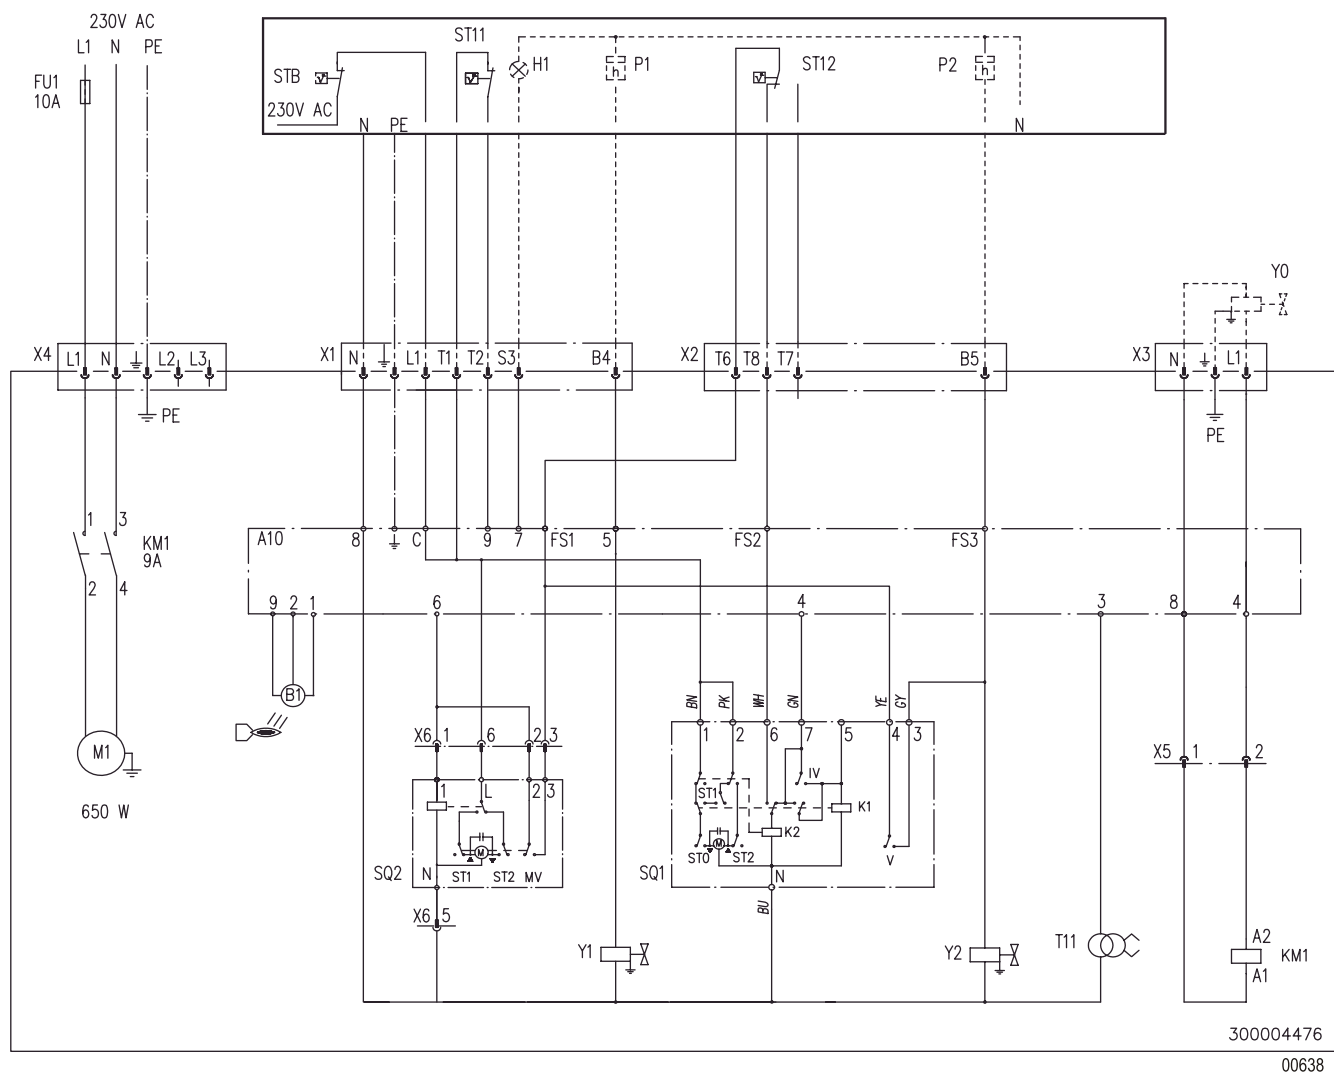 230V AC
L1 N PE
FU1
10A
STB
230V AC
N PE
ST11
H1
P1
ST12
P2
N
Y0
X4 L1 N L2 L3
X1 N L1 T1 T2 S3 B4
X2 T6 T8 T7 B5
X3 N L1
PE
PE
1 3
KM1
9A
2 4
A10 8 C 9 7 FS1 5 FS2 FS3
9 2 1 6 4 3 8 4
B1
M1
650 W
BN PK WH GN YE GY
X6 1 6 2 3
1 L 2 3
M
ST1 ST2 MV
SQ2 N
X6 5
1 2 6 7 5 4 3
IV
ST1
K1
K2
M
ST0 ST2
V
SQ1 N
BU
X5 1 2
Y1
Y2
T11
A2
KM1
A1
300004476
00638